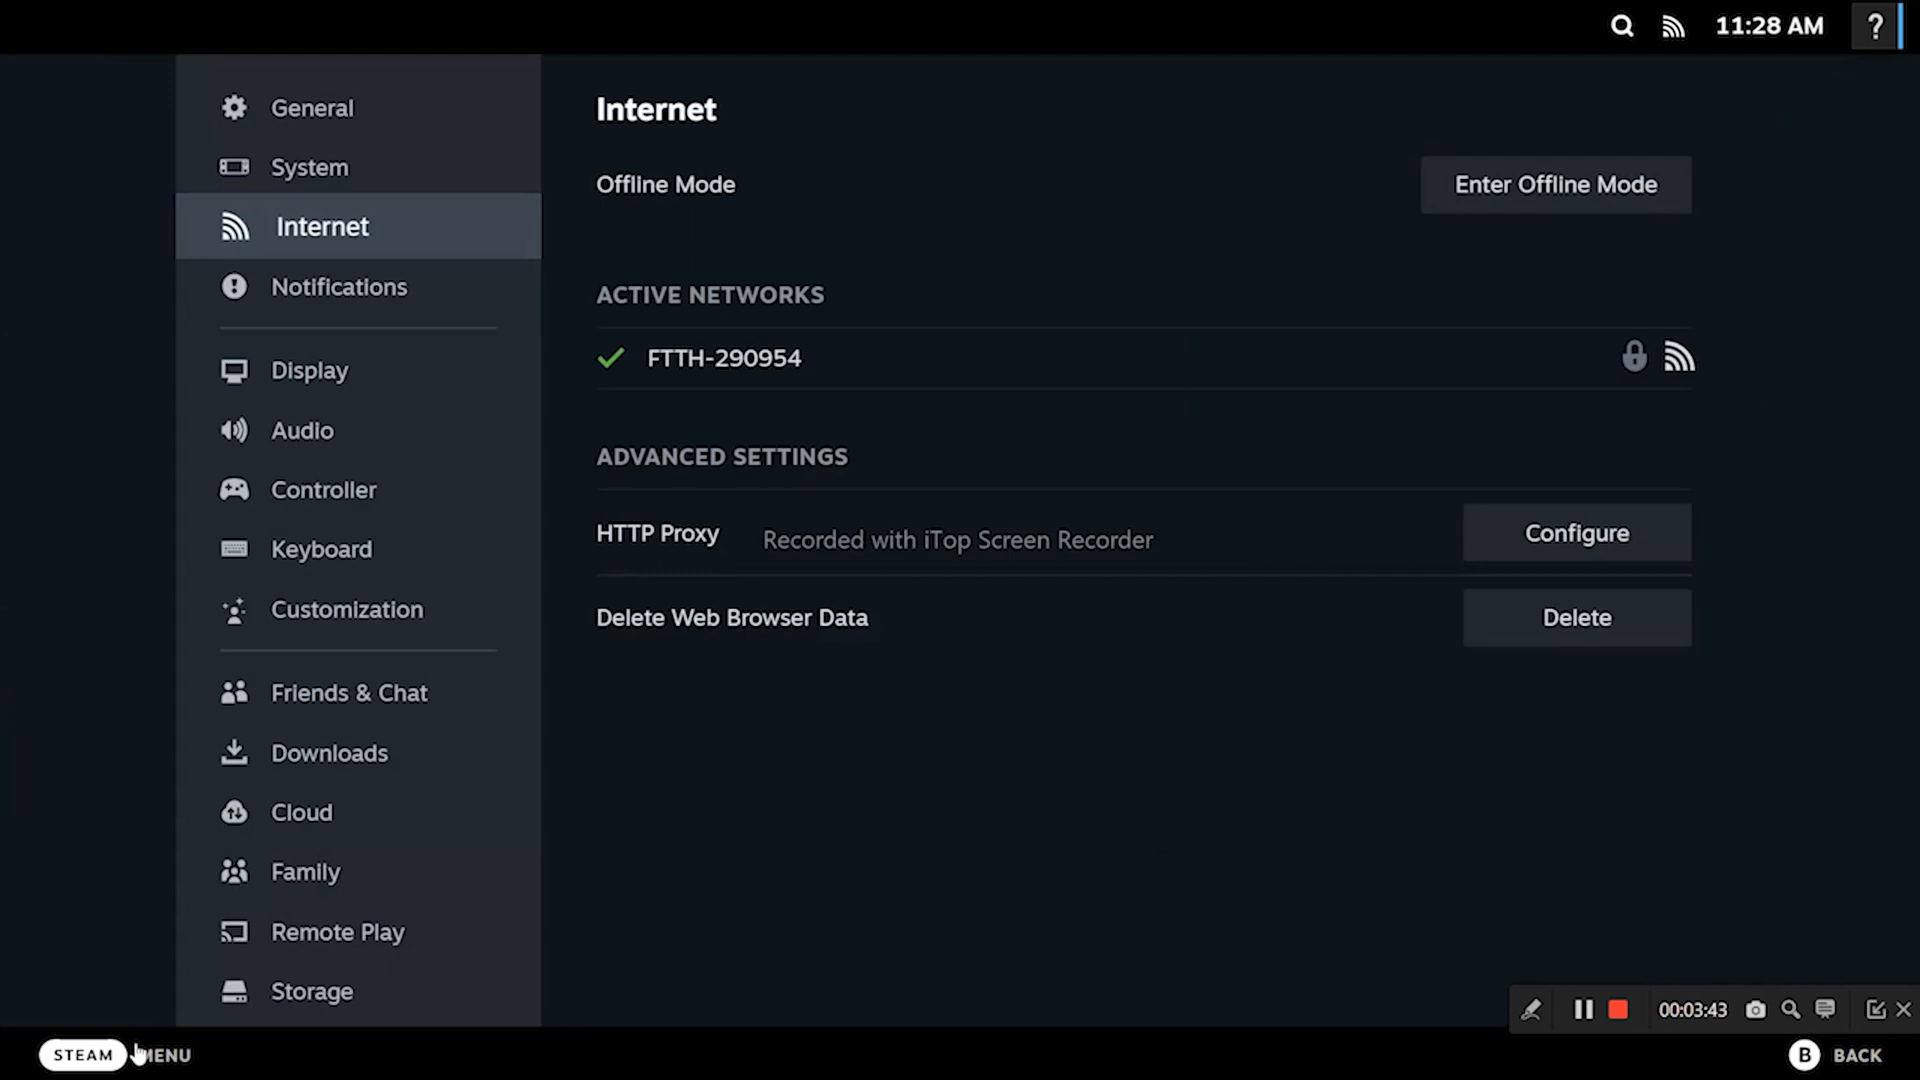 11:28 AM
?
General
System
Internet
Notifications
Display
Audio
Controller
Keyboard
Customization
Friends & Chat
Downloads
Cloud
Family
Remote Play
Storage
Internet
Offline Mode
Enter Offline Mode
ACTIVE NETWORKS
FTTH-290954
ADVANCED SETTINGS
HTTP Proxy
Recorded with iTop Screen Recorder
Configure
Delete Web Browser Data
Delete
00:03:43
STEAM MENU
B BACK